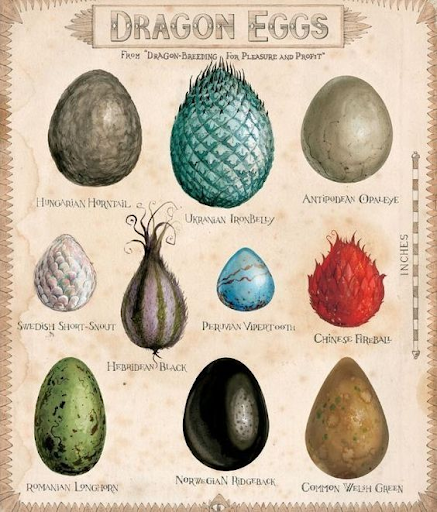 DRAGON EGGS
FROM "DRAGON-BREEDING FOR PLEASURE AND PROFIT"
HUNGARIAN HORNTAIL
UKRANIAN IRONBELLY
ANTIPODEAN OPALEYE
INCHES
SWEDISH SHORT-SNOUT
HEBRIDEAN BLACK
PERUVIAN VIPERTOOTH
CHINESE FIREBALL
ROMANIAN LONGHORN
NORWEGIAN RIDGEBACK
COMMON WELSH GREEN